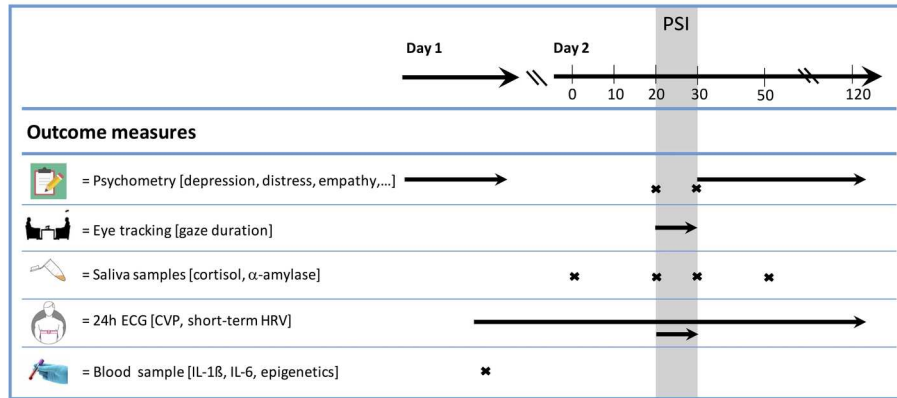 PSI
Day 1
Day 2
0 10 20 30 50 120
Outcome measures
= Psychometry [depression, distress, empathy,...]
= Eye tracking [gaze duration]
= Saliva samples [cortisol, α-amylase]
= 24h ECG [CVP, short-term HRV]
= Blood sample [IL-1ß, IL-6, epigenetics]